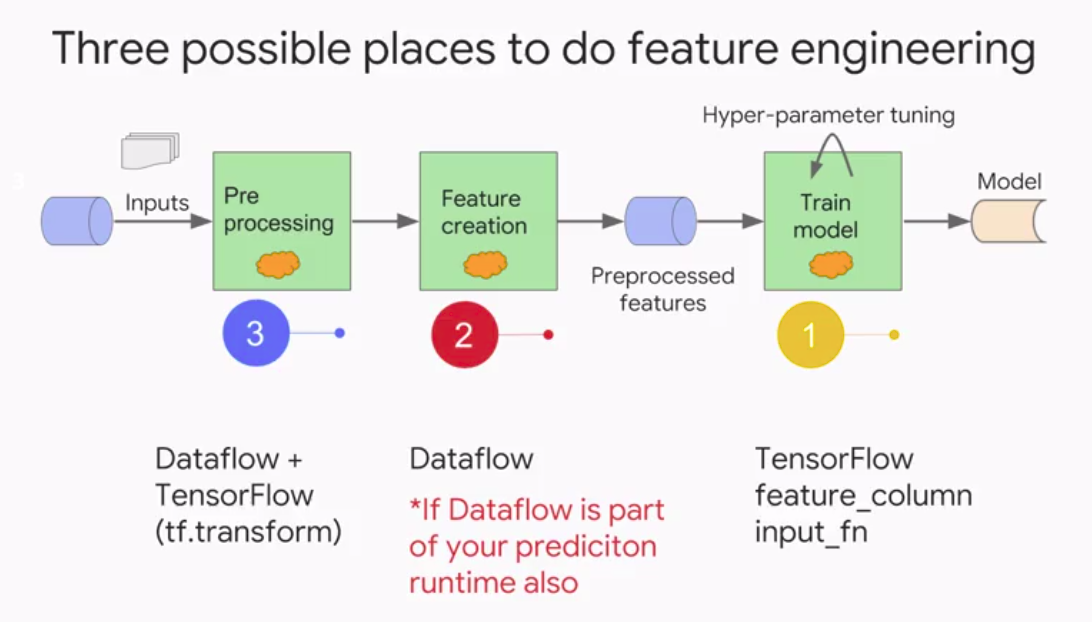 Three possible places to do feature engineering
Hyper-parameter tuning
3
Inputs
Pre
processing
Feature
creation
Preprocessed
features
Train
model
Model
3
2
1
Dataflow +
TensorFlow
(tf.transform)
Dataflow
*If Dataflow is part
of your prediciton
runtime also
TensorFlow
feature_column
input_fn